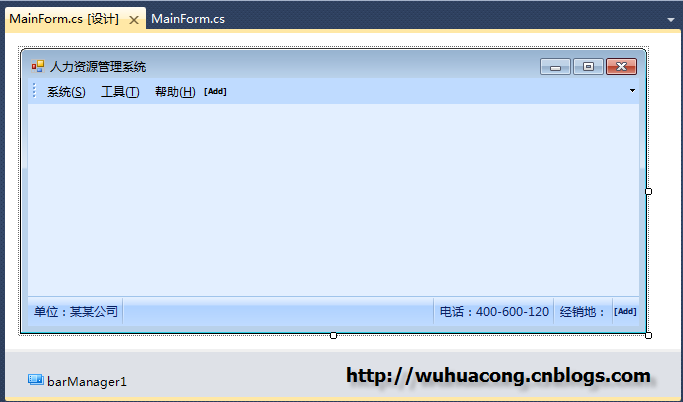 MainForm.cs [设计] MainForm.cs
人力资源管理系统
系统(S) 工具(T) 帮助(H) [Add]
单位：某某公司 电话：400-600-120 经销地： [Add]
barManager1
http://wuhuacong.cnblogs.com